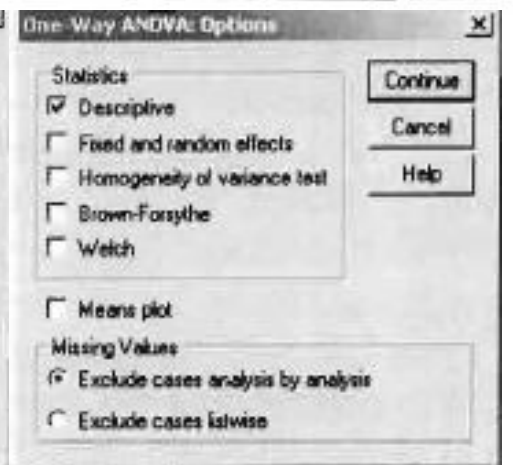 One-Way ANOVA: Options
Statistics
Descriptive
Fixed and random effects
Homogeneity of variance test
Brown-Forsythe
Welch
Means plot
Missing Values
Exclude cases analysis by analysis
Exclude cases listwise
Continue
Cancel
Help